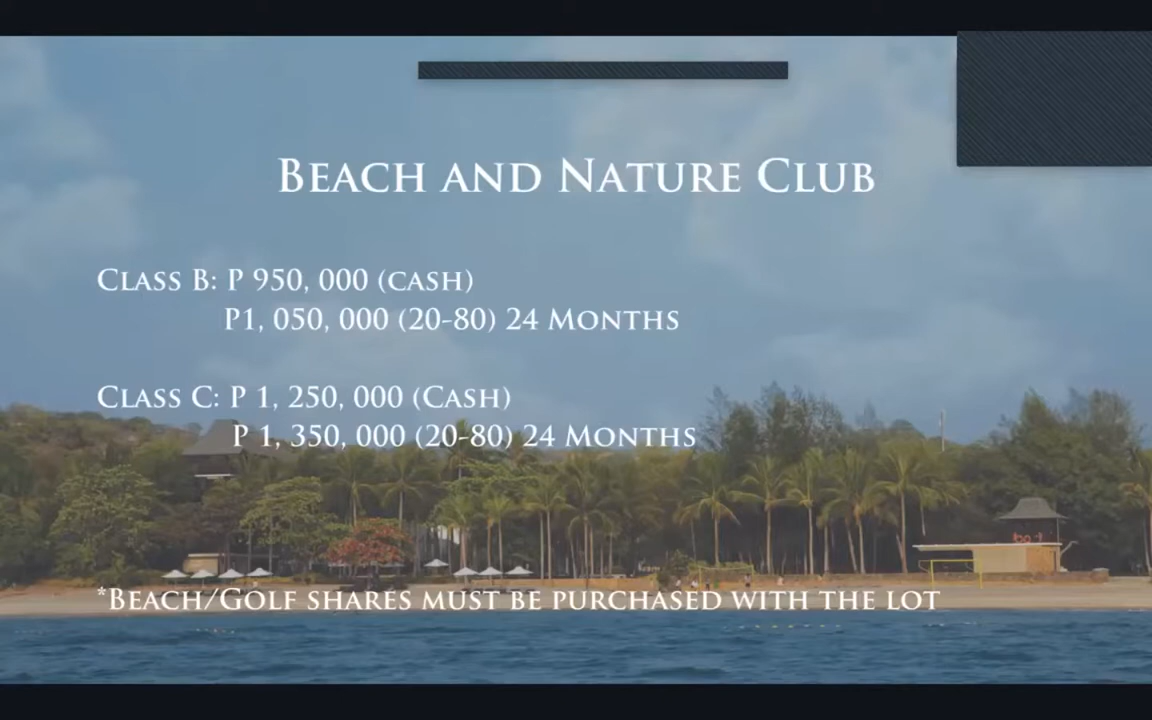 Beach and Nature Club
Class B: P 950, 000 (cash)
P1, 050, 000 (20-80) 24 Months
Class C: P 1, 250, 000 (Cash)
P 1, 350, 000 (20-80) 24 Months
*Beach/Golf shares must be purchased with the lot